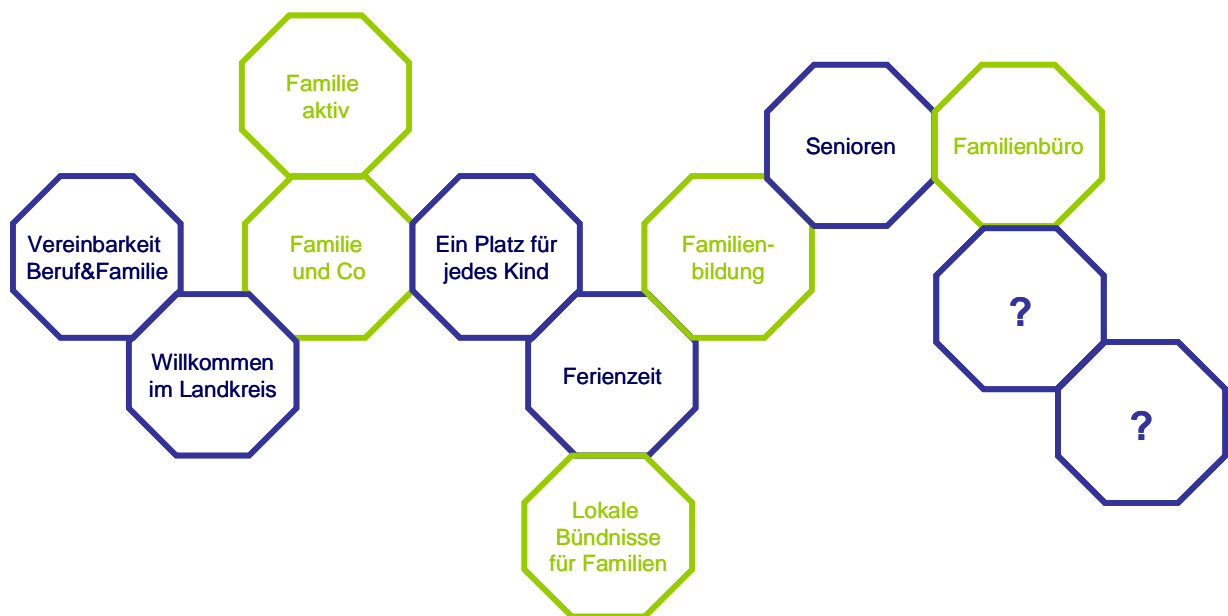 Familie
aktiv
Senioren
Familienbüro
Vereinbarkeit
Beruf&Familie
Familie
und Co
Ein Platz für
jedes Kind
Familien-
bildung
?
Willkommen
im Landkreis
Ferienzeit
?
Lokale
Bündnisse
für Familien